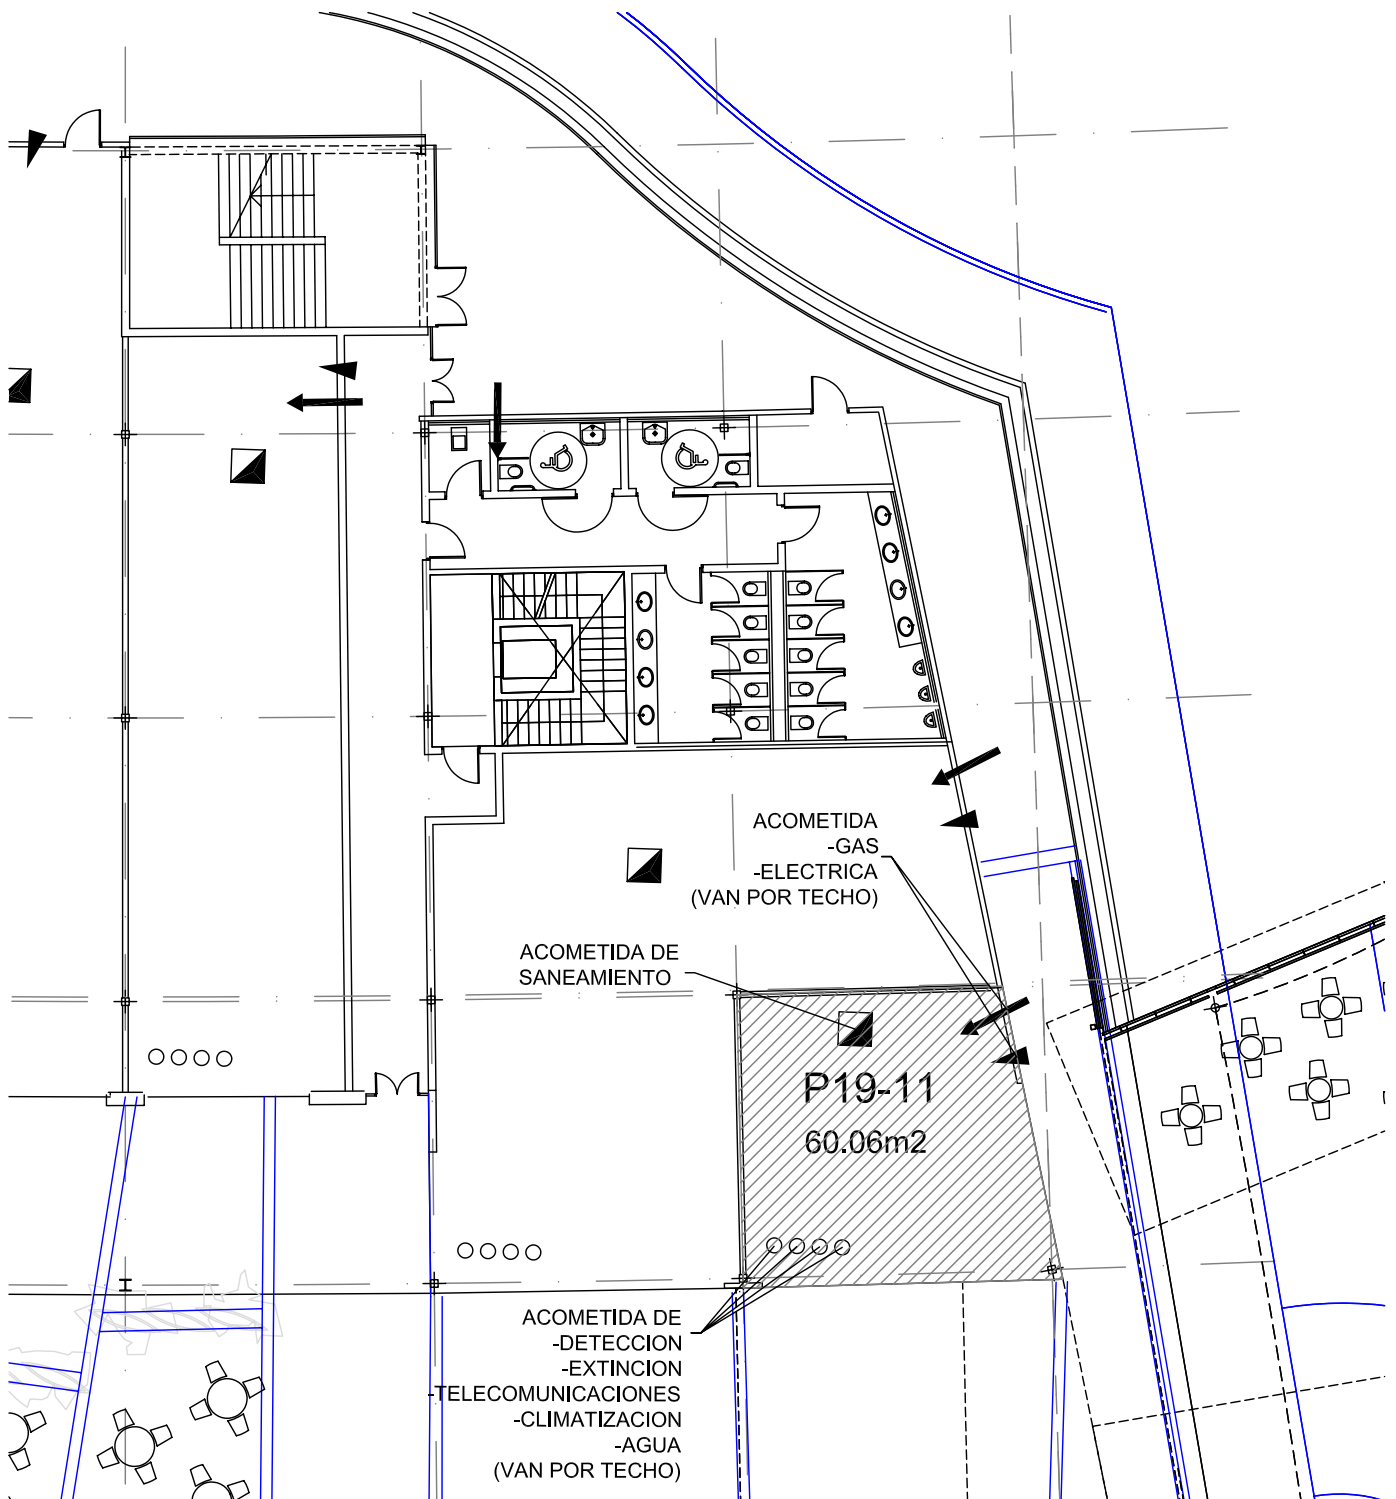 ACOMETIDA
-GAS
-ELECTRICA
(VAN POR TECHO)
ACOMETIDA DE
SANEAMIENTO
P19-11
60.06m2
ACOMETIDA DE
-DETECCION
-EXTINCION
-TELECOMUNICACIONES
-CLIMATIZACION
-AGUA
(VAN POR TECHO)